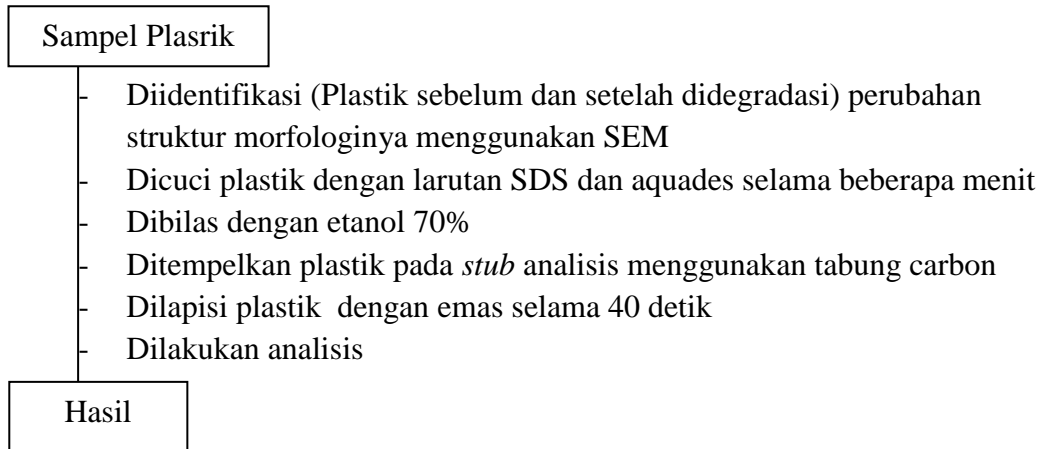 Sampel Plasrik
- Diidentifikasi (Plastik sebelum dan setelah didegradasi) perubahan
struktur morfologinya menggunakan SEM
- Dicuci plastik dengan larutan SDS dan aquades selama beberapa menit
- Dibilas dengan etanol 70%
- Ditempelkan plastik pada stub analisis menggunakan tabung carbon
- Dilapisi plastik dengan emas selama 40 detik
- Dilakukan analisis
Hasil